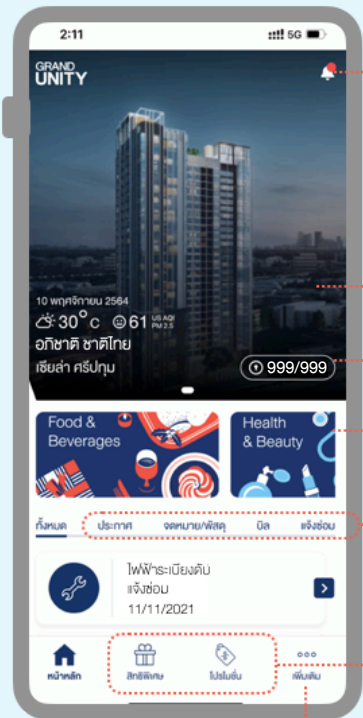 2:11
5G
GRAND
UNITY
10 พฤศจิกายน 2564
30°c 61 US AQI PM 2.5
อภิชาติ ชาติไทย
เซียล่า ศรีปทุม
999/999
Food &
Beverages
Health
& Beauty
ทั้งหมด ประกาศ จดหมาย/พัสดุ บิล แจ้งซ่อม
ไฟฟ้าระเบียงดับ
แจ้งซ่อม
11/11/2021
หน้าหลัก สิทธิพิเศษ โปรโมชั่น เพิ่มเติม